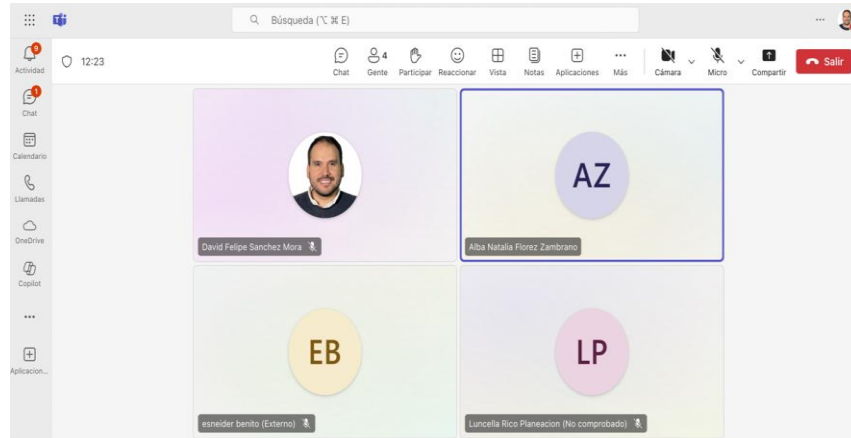 Búsqueda (⌥ ⌘ E)
9
Actividad
12:23
Chat
4
Gente
Participar
Reaccionar
Vista
Notas
Aplicaciones
Más
Cámara
Micro
Compartir
Salir
1
Chat
Calendario
Llamadas
OneDrive
Copilot
Aplicacion...
David Felipe Sanchez Mora
AZ
Alba Natalia Florez Zambrano
EB
esneider benito (Externo)
LP
Luncella Rico Planeacion (No comprobado)